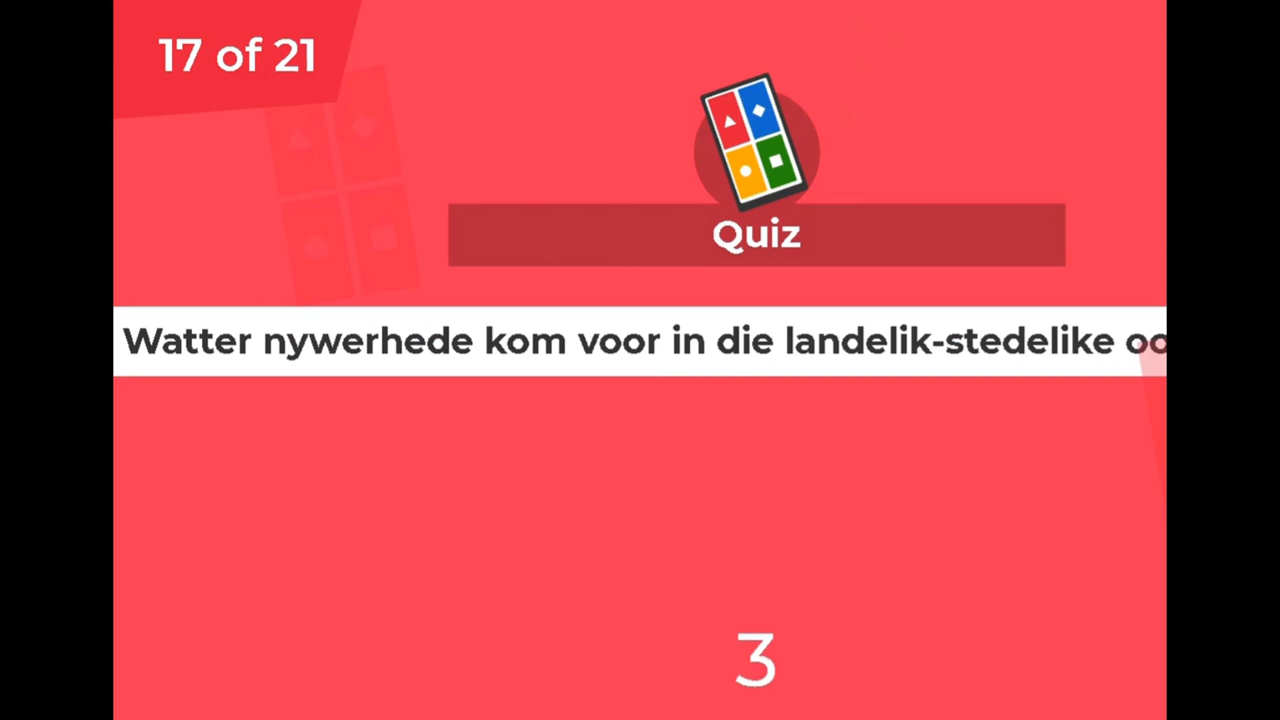 17 of 21
Quiz
Watter nywerhede kom voor in die landelik-stedelike
3